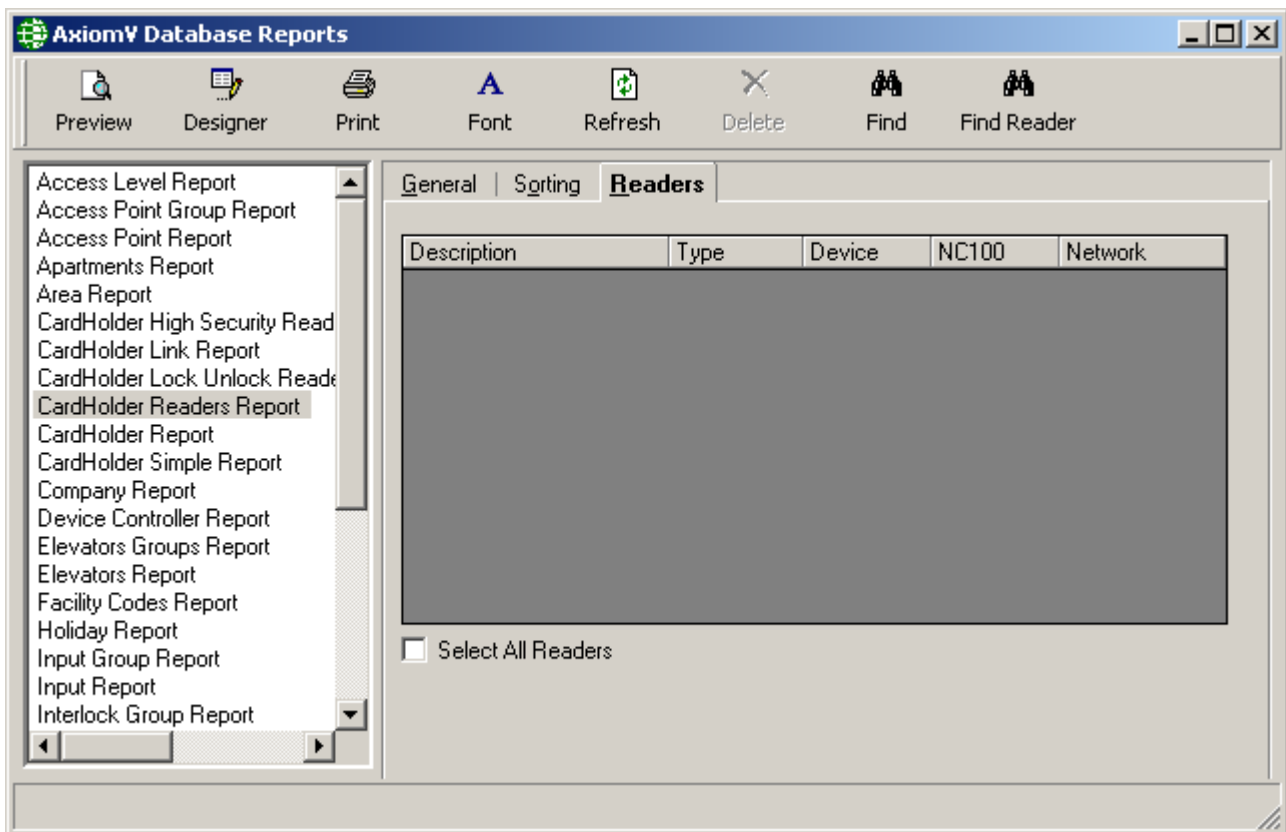 AxiomV Database Reports
Preview Designer Print Font Refresh Delete Find Find Reader
Access Level Report
Access Point Group Report
Access Point Report
Apartments Report
Area Report
CardHolder High Security Read
CardHolder Link Report
CardHolder Lock Unlock Reade
CardHolder Readers Report
CardHolder Report
CardHolder Simple Report
Company Report
Device Controller Report
Elevators Groups Report
Elevators Report
Facility Codes Report
Holiday Report
Input Group Report
Input Report
Interlock Group Report
General | Sorting Readers
Description Type Device NC100 Network
Select All Readers